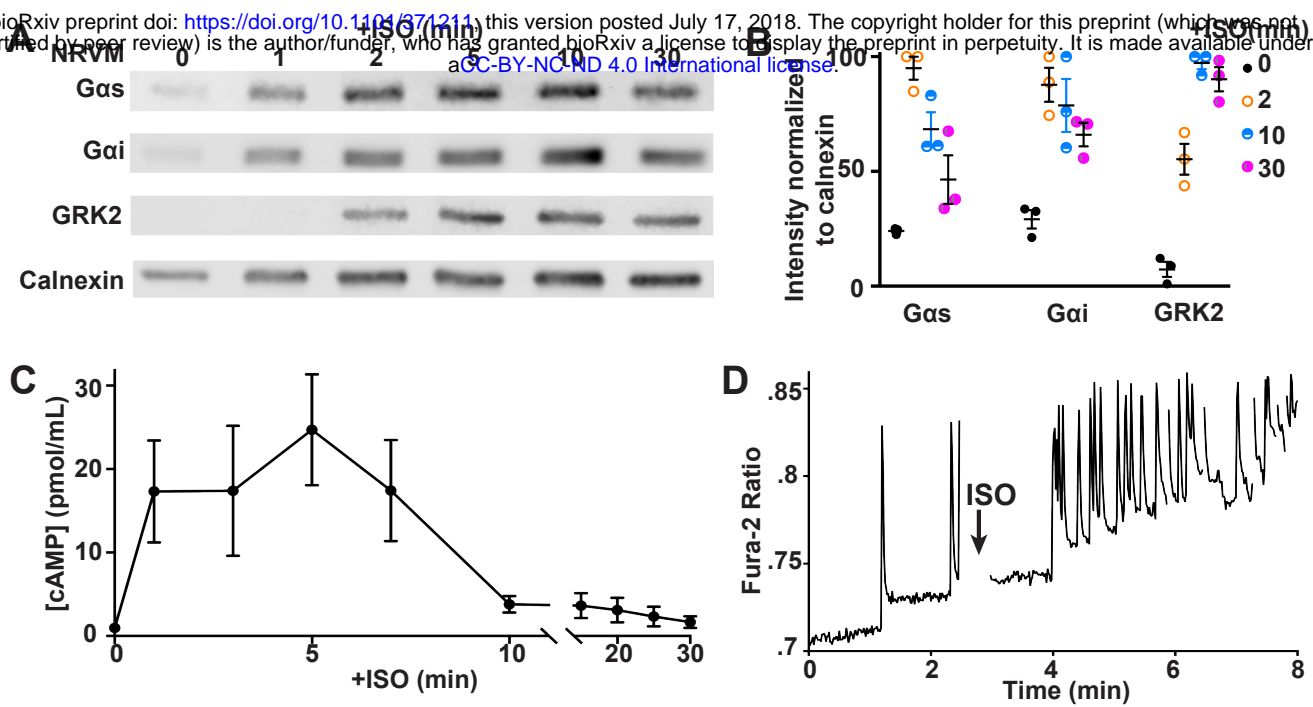 bioRxiv preprint doi: https://doi.org/10.1101/371211; this version posted July 17, 2018. The copyright holder for this preprint (which was not
certified by peer review) is the author/funder, who has granted bioRxiv a license to display the preprint in perpetuity. It is made available under
aCC-BY-NC-ND 4.0 International license.
A
+ISO (min)
NRVM 0 1 2 5 10 30
Gαs
Gαi
GRK2
Calnexin
B
+ISO(min)
0
2
10
30
Intensity normalized
to calnexin
100
50
0
Gαs Gαi GRK2
C
[cAMP] (pmol/mL)
30
20
10
0
0 5 10 20 30
+ISO (min)
D
Fura-2 Ratio
.85
.8
.75
.7
ISO
0 2 4 6 8
Time (min)